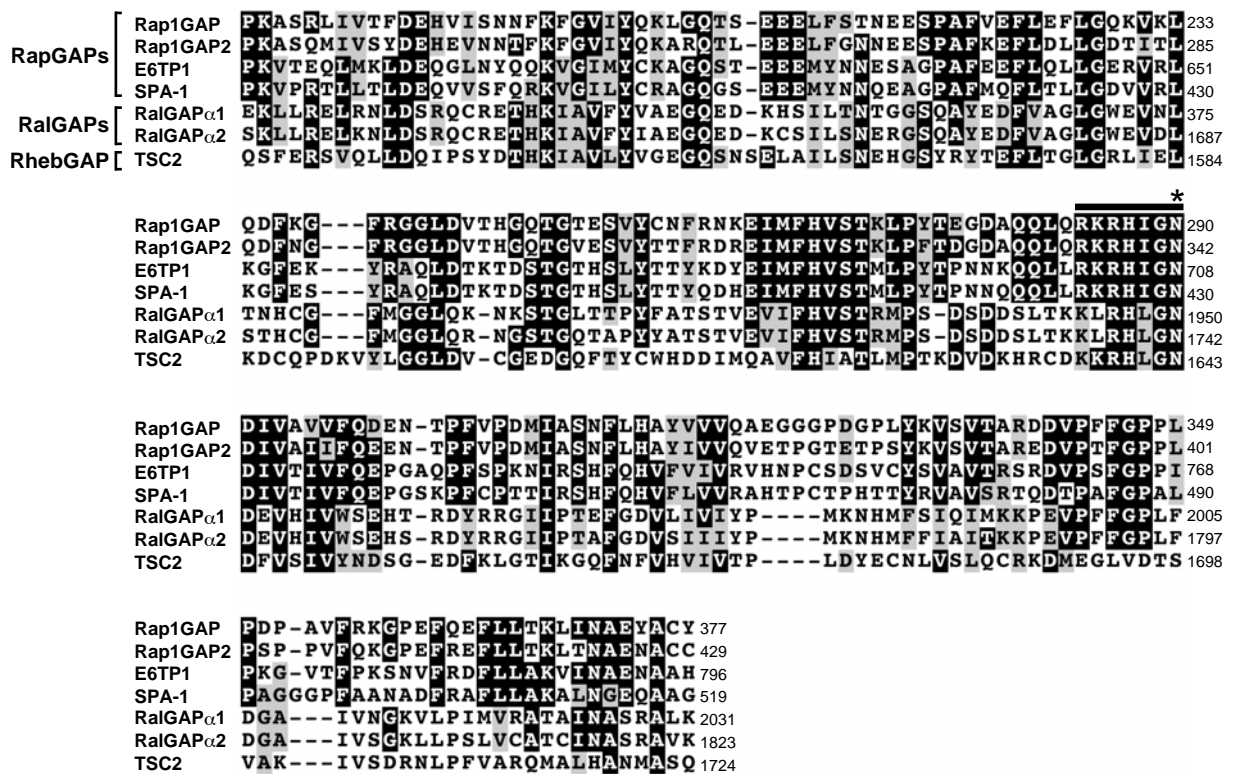 Rap1GAP PKASRLIVTFDEHVISNNFKFGVIYQKLGQTS-EEELFSTNEESPAFVEFLEFLGQKVKL 233
Rap1GAP2 PKASQMIVSYDEHEVNNTFKFGVIYQKARQTL-EEELFGNNEESPAFKEFLDLLGDTITL 285
RapGAPs
E6TP1 PKVTEQLMKLDEQGLNYQQKVGIMYCKAGQST-EEEMYNNESAGPAFEEFLQLLGERVRL 651
SPA-1 PKVPRTLLTLDEQVVSFQRKVGILYCRAGQGS-EEEMYNNQEAGPAFMQFLTLLGDVVRL 430
RalGAPα1 EKLLRELRNLDSRQCRETHKIAVFYVAEGQED-KHSILTNTGGSQAYEDFVAGLGWEVNL 375
RalGAPs
RalGAPα2 SKLLRELKNLDSRQCRETHKIAVFYIAEGQED-KCSILSNERGSQAYEDFVAGLGWEVDL 1687
RhebGAP TSC2 QSFERSVQLLDQIPSYDTHKIAVLYVGEGQSNSELAILSNEHGSYRYTEFLTGLGRLIEL 1584
*
Rap1GAP QDFKG---FRGGLDVTHGQTGTESVYCNFRNKEIMFHVSTKLPYTEGDAQQLQRKRHIGN 290
Rap1GAP2 QDFNG---FRGGLDVTHGQTGVESVYTTFRDREIMFHVSTKLPFTDGDAQQLQRKRHIGN 342
E6TP1 KGFEK---YRAQLDTKTDSTGTHSLYTTYKDYEIMFHVSTMLPYTPNNKQQLLRKRHIGN 708
SPA-1 KGFES---YRAQLDTKTDSTGTHSLYTTYQDHEIMFHVSTMLPYTPNNQQQLLRKRHIGN 430
RalGAPα1 TNHCG---FMGGLQK-NKSTGLTTPYFATSTVEVIFHVSTRMPS-DSDDSLTKKLRHLGN 1950
RalGAPα2 STHCG---FMGGLQR-NGSTGQTAPYYATSTVEVIFHVSTRMPS-DSDDSLTKKLRHLGN 1742
TSC2 KDCQPDKVYLGGLDV-CGEDGQFTYCWHDDIMQAVFHIATLMPTKDVDKHRCDKKRHLGN 1643
Rap1GAP DIVAVVFQDEN-TPFVPDMIASNFLHAYVVVQAEGGGPDGPLYKVSVTARDDVPFFGPPL 349
Rap1GAP2 DIVAIIFQEEN-TPFVPDMIASNFLHAYIVVQVETPGTETPSYKVSVTAREDVPTFGPPL 401
E6TP1 DIVTIVFQEPGAQPFSPKNIRSHFQHVFVIVRVHNPCSDSVCYSVAVTRSRDVPSFGPPI 768
SPA-1 DIVTIVFQEPGSKPFCPTTIRSHFQHVFLVVRAHTPCTPHTTYRVAVSRTQDTPAFGPAL 490
RalGAPα1 DEVHIVWSEHT-RDYRRGIIPTEFGDVLIVIYP----MKNHMFSIQIMKKPEVPFFGPLF 2005
RalGAPα2 DEVHIVWSEHS-RDYRRGIIPTAFGDVSIIIYP----MKNHMFFIAITKKPEVPFFGPLF 1797
TSC2 DFVSIVYNDSG-EDFKLGTIKGQFNFVHVIVTP----LDYECNLVSLQCRKDMEGLVDTS 1698
Rap1GAP PDP-AVFRKGPEFQEFLLTKLINAEYACY 377
Rap1GAP2 PSP-PVFQKGPEFREFLLTKLTNAENACC 429
E6TP1 PKG-VTFPKSNVFRDFLLAKVINAENAAH 796
SPA-1 PAGGGPFAANADFRAFLLAKALNGEQAAG 519
RalGAPα1 DGA---IVNGKVLPIMVRATAINASRALK 2031
RalGAPα2 DGA---IVSGKLLPSLVCATCINASRAVK 1823
TSC2 VAK---IVSDRNLPFVARQMALHANMASQ 1724